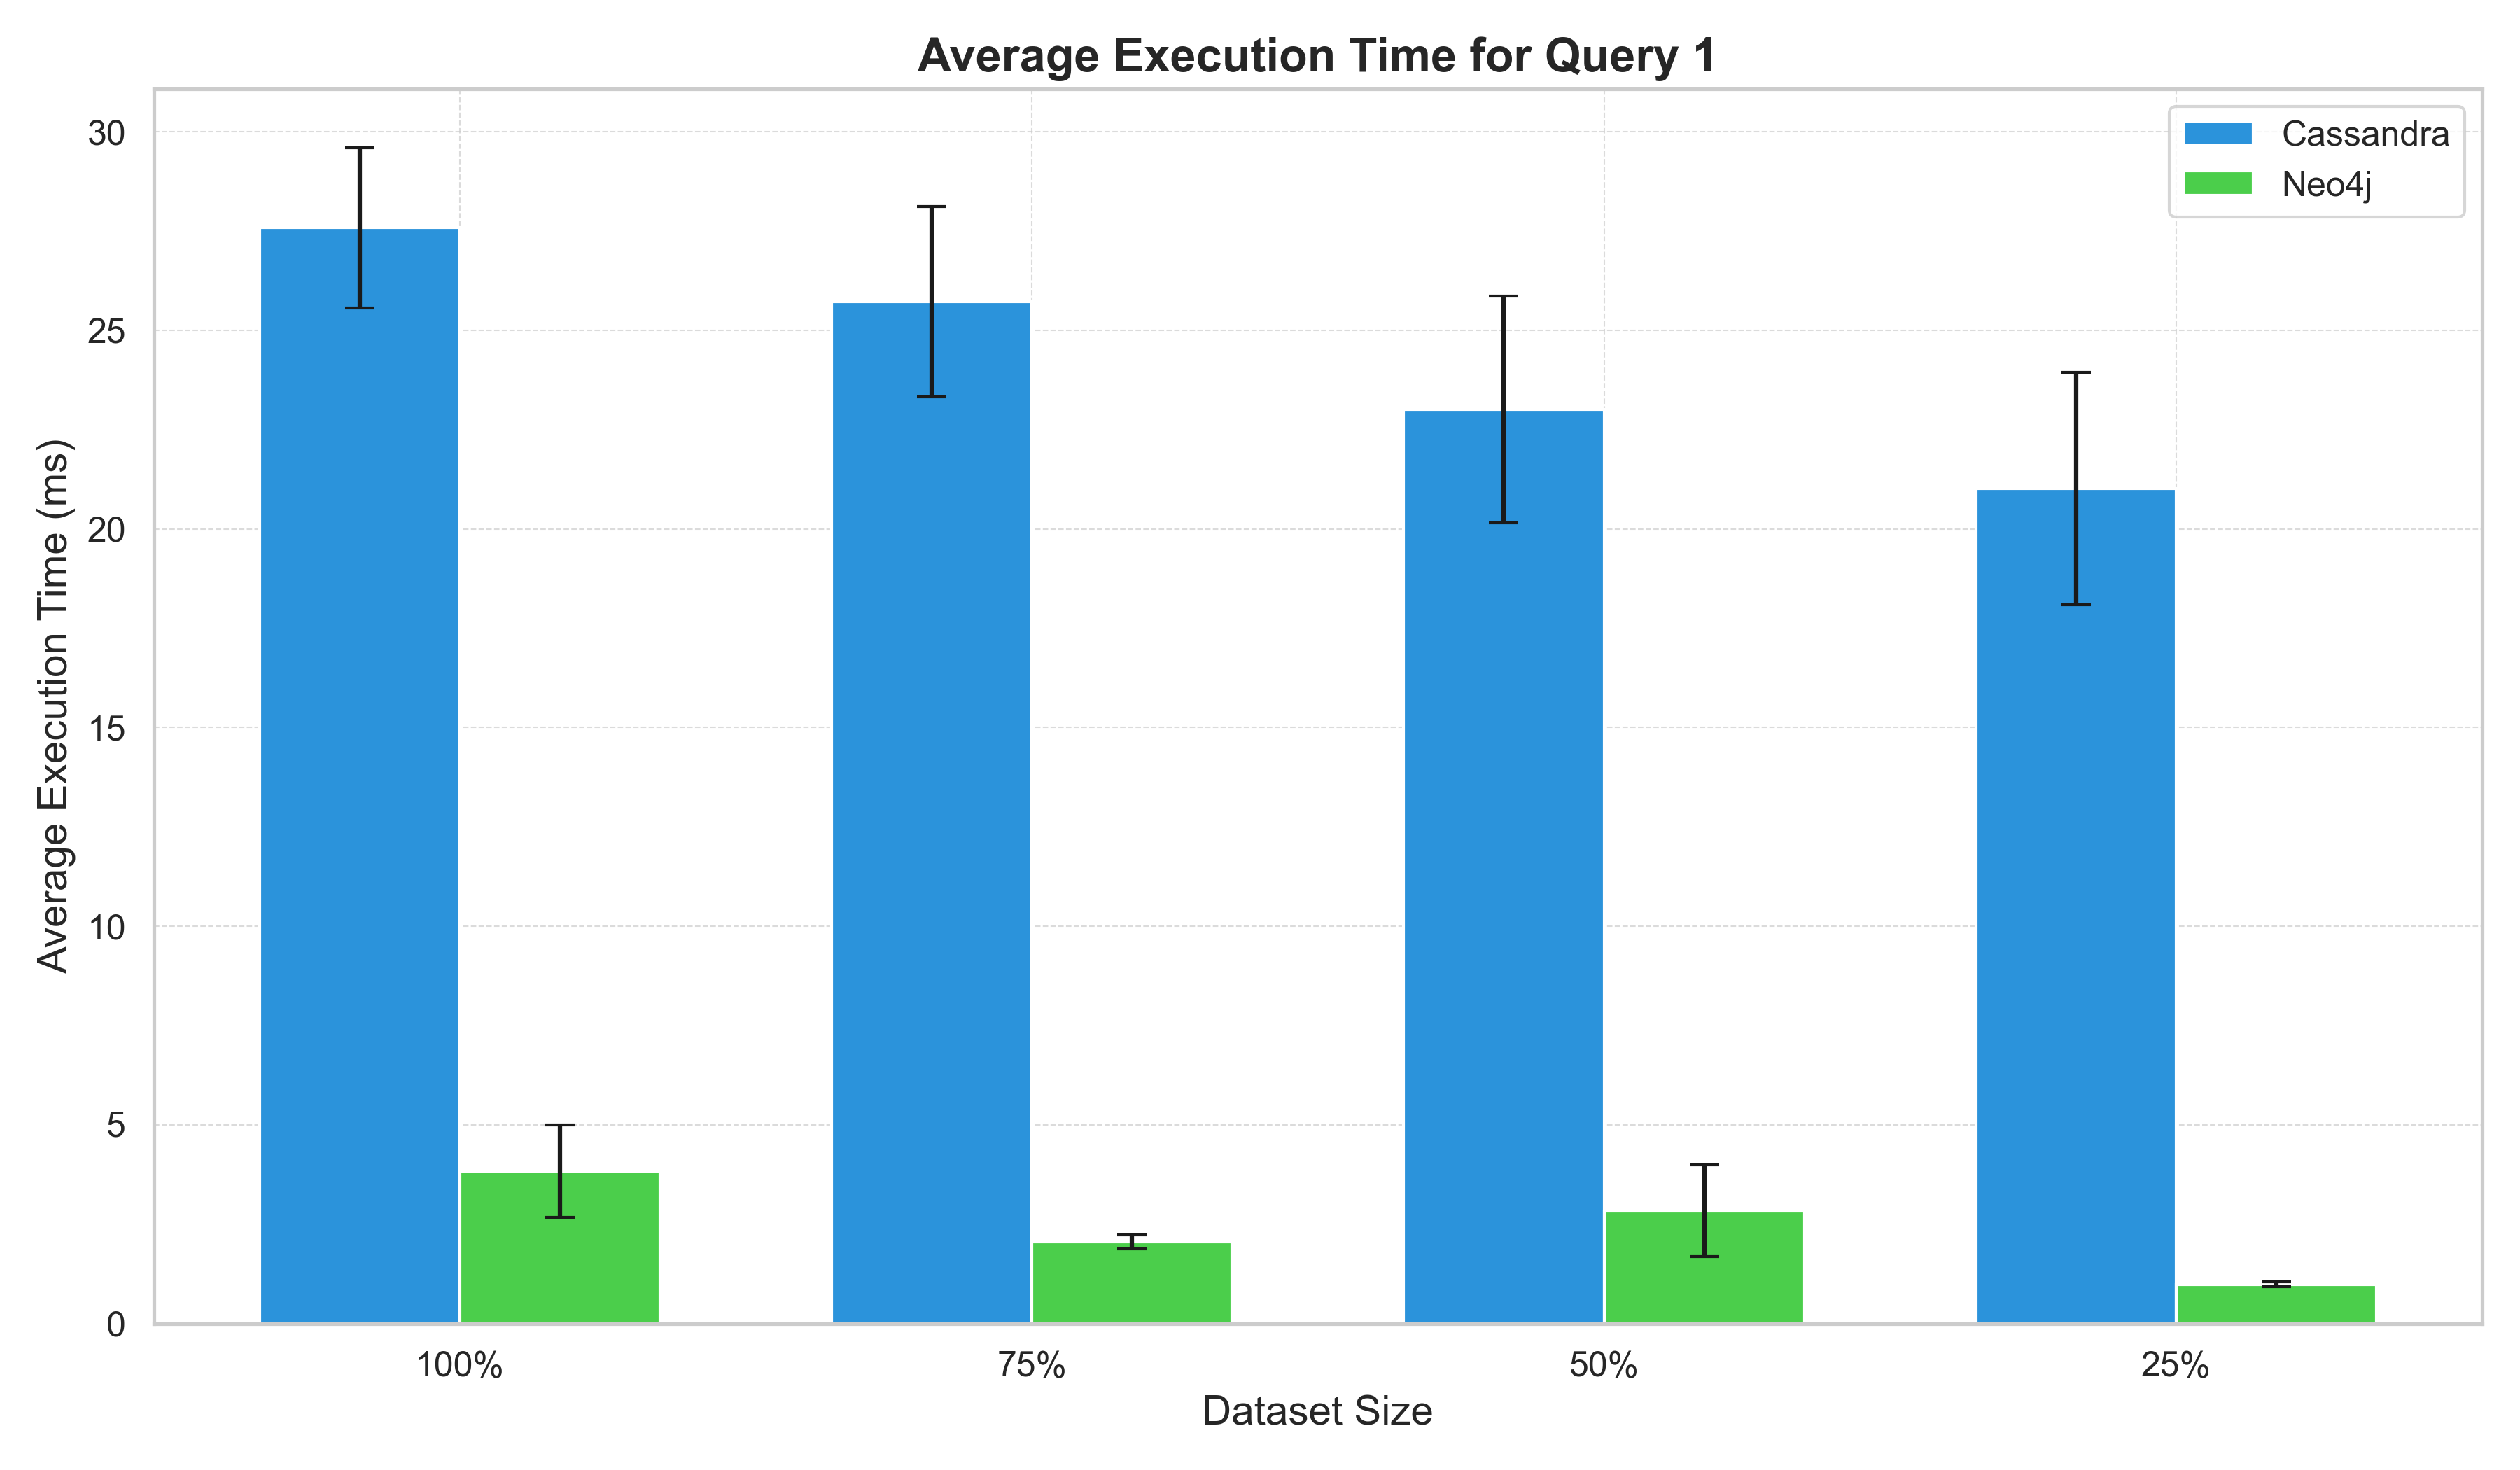 Average Execution Time for Query 1
Cassandra
Neo4j
Average Execution Time (ms)
30
25
20
15
10
5
0
100%
75%
50%
25%
Dataset Size